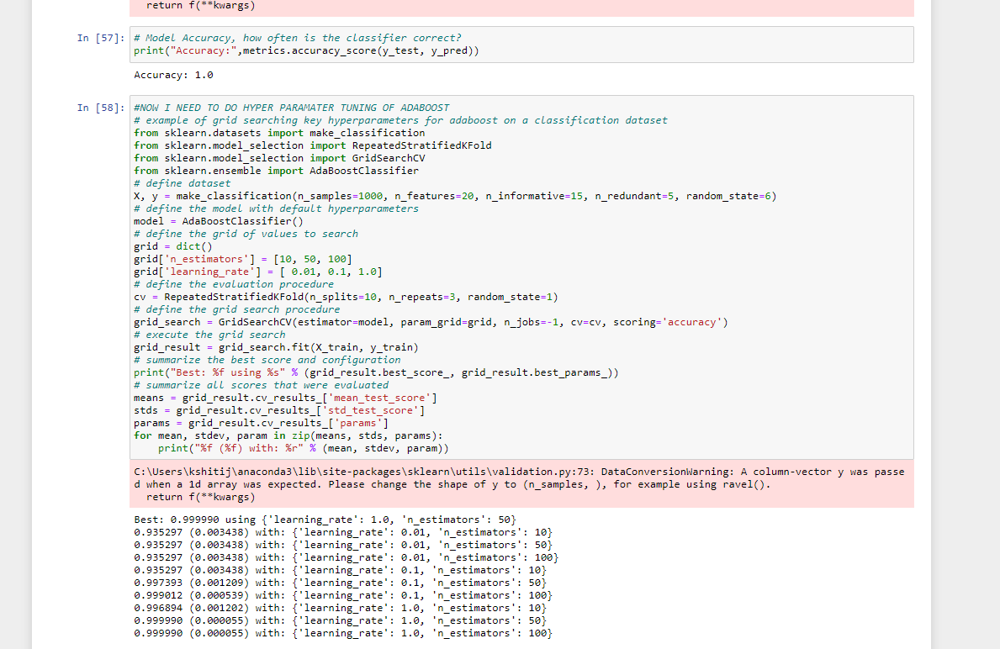 return f(**kwargs)
In [57]: # Model Accuracy, how often is the classifier correct?
print("Accuracy:",metrics.accuracy_score(y_test, y_pred))
Accuracy: 1.0
In [58]: #NOW I NEED TO DO HYPER PARAMATER TUNING OF ADABOOST
# example of grid searching key hyperparameters for adaboost on a classification dataset
from sklearn.datasets import make_classification
from sklearn.model_selection import RepeatedStratifiedKFold
from sklearn.model_selection import GridSearchCV
from sklearn.ensemble import AdaBoostClassifier
# define dataset
X, y = make_classification(n_samples=1000, n_features=20, n_informative=15, n_redundant=5, random_state=6)
# define the model with default hyperparameters
model = AdaBoostClassifier()
# define the grid of values to search
grid = dict()
grid['n_estimators'] = [10, 50, 100]
grid['learning_rate'] = [ 0.01, 0.1, 1.0]
# define the evaluation procedure
cv = RepeatedStratifiedKFold(n_splits=10, n_repeats=3, random_state=1)
# define the grid search procedure
grid_search = GridSearchCV(estimator=model, param_grid=grid, n_jobs=-1, cv=cv, scoring='accuracy')
# execute the grid search
grid_result = grid_search.fit(X_train, y_train)
# summarize the best score and configuration
print("Best: %f using %s" % (grid_result.best_score_, grid_result.best_params_))
# summarize all scores that were evaluated
means = grid_result.cv_results_['mean_test_score']
stds = grid_result.cv_results_['std_test_score']
params = grid_result.cv_results_['params']
for mean, stdev, param in zip(means, stds, params):
    print("%f (%f) with: %r" % (mean, stdev, param))
C:\Users\kshitij\anaconda3\lib\site-packages\sklearn\utils\validation.py:73: DataConversionWarning: A column-vector y was passe
d when a 1d array was expected. Please change the shape of y to (n_samples, ), for example using ravel().
  return f(**kwargs)
Best: 0.999990 using {'learning_rate': 1.0, 'n_estimators': 50}
0.935297 (0.003438) with: {'learning_rate': 0.01, 'n_estimators': 10}
0.935297 (0.003438) with: {'learning_rate': 0.01, 'n_estimators': 50}
0.935297 (0.003438) with: {'learning_rate': 0.01, 'n_estimators': 100}
0.935297 (0.003438) with: {'learning_rate': 0.1, 'n_estimators': 10}
0.997393 (0.001209) with: {'learning_rate': 0.1, 'n_estimators': 50}
0.999012 (0.000539) with: {'learning_rate': 0.1, 'n_estimators': 100}
0.996894 (0.001202) with: {'learning_rate': 1.0, 'n_estimators': 10}
0.999990 (0.000055) with: {'learning_rate': 1.0, 'n_estimators': 50}
0.999990 (0.000055) with: {'learning_rate': 1.0, 'n_estimators': 100}